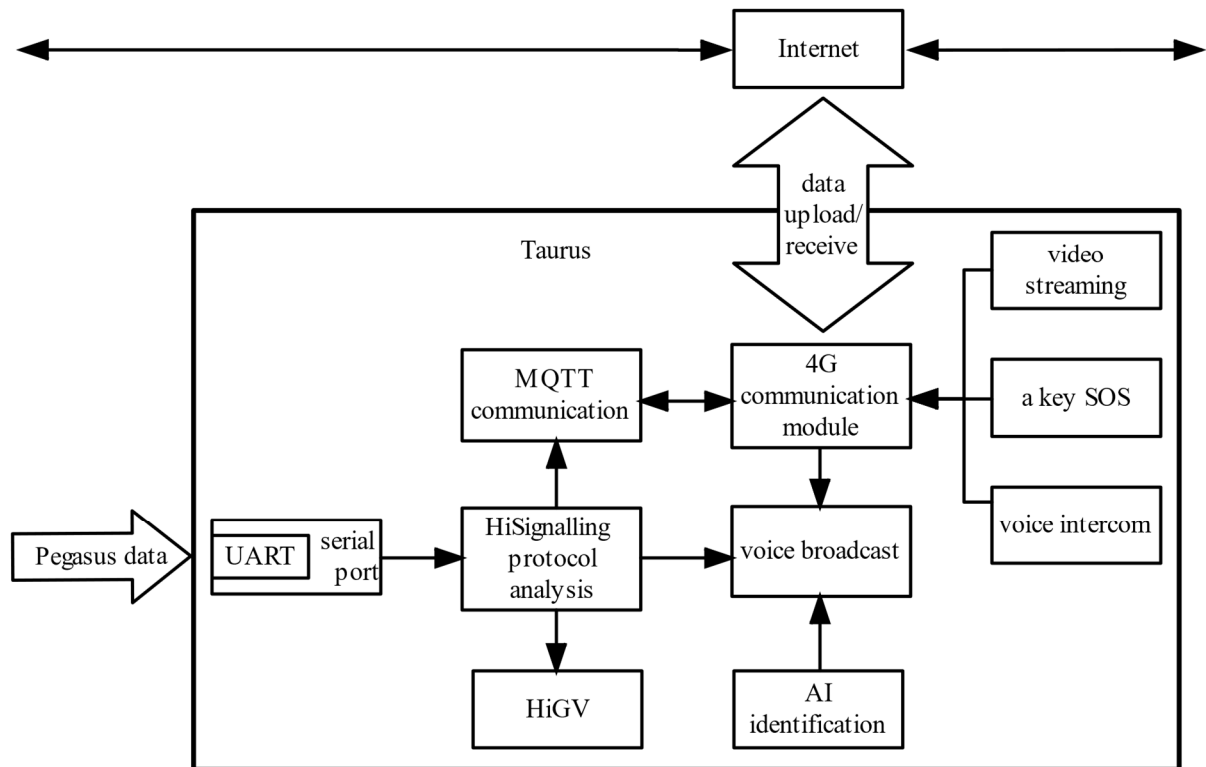 Internet
data
upload/
receive
Taurus
video
streaming
MQTT
communication
4G
communication
module
a key SOS
Pegasus data
UART
serial
port
HiSignalling
protocol
analysis
voice broadcast
voice intercom
HiGV
AI
identification